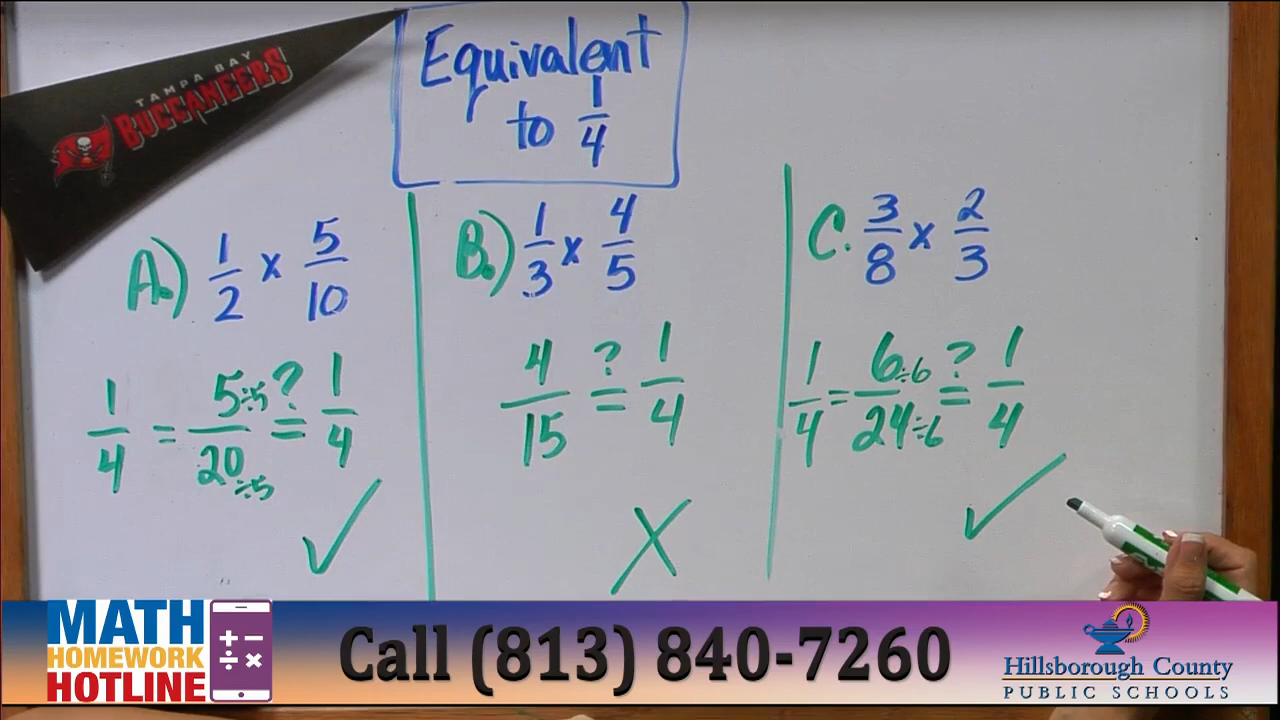 TAMPA BAY
BUCCANEERS
Equivalent
to 1/4
A.) 1/2 x 5/10
1/4 = 5÷5/20÷5 =? 1/4
✓
B.) 1/3 x 4/5
4/15 =? 1/4
X
C. 3/8 x 2/3
1/4 = 6÷6/24÷6 =? 1/4
✓
MATH
HOMEWORK
HOTLINE
+ −
÷ ×
Call (813) 840-7260
Hillsborough County
PUBLIC SCHOOLS